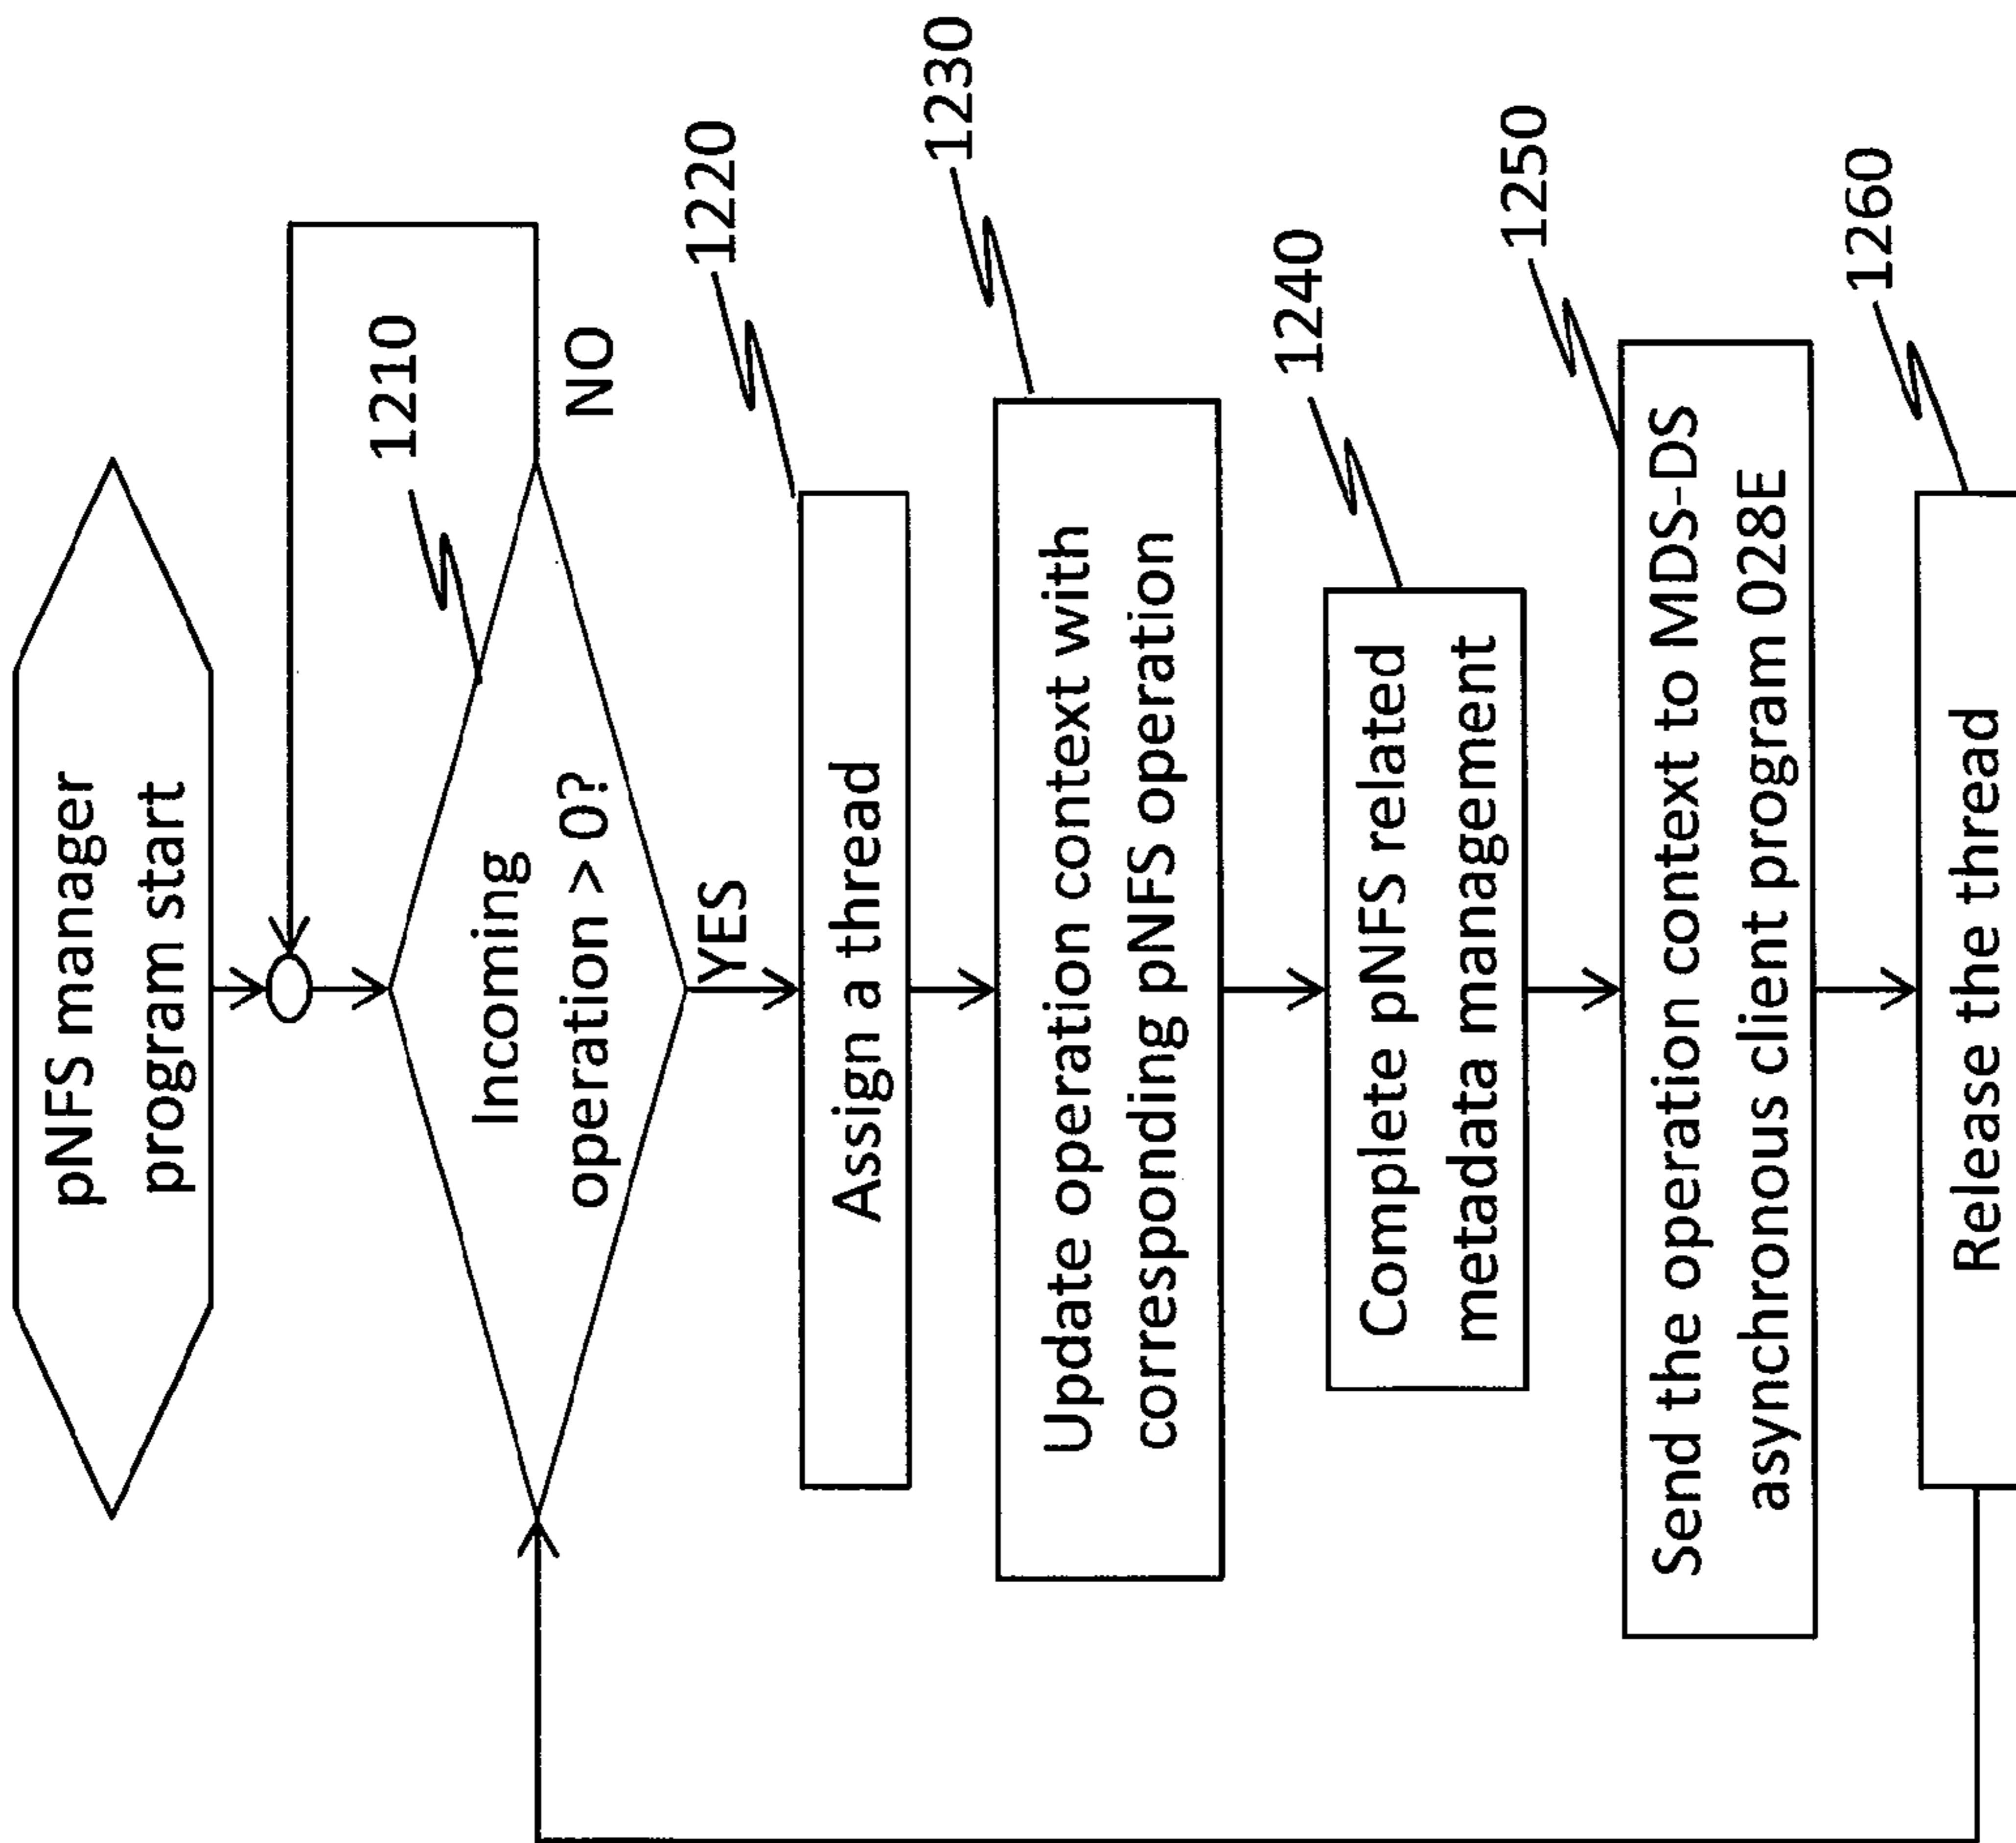 pNFS manager
program start
1210
Incoming
operation > 0?
NO
YES
1220
Assign a thread
1230
Update operation context with
corresponding pNFS operation
1240
Complete pNFS related
metadata management
1250
Send the operation context to MDS-DS
asynchronous client program 028E
1260
Release the thread